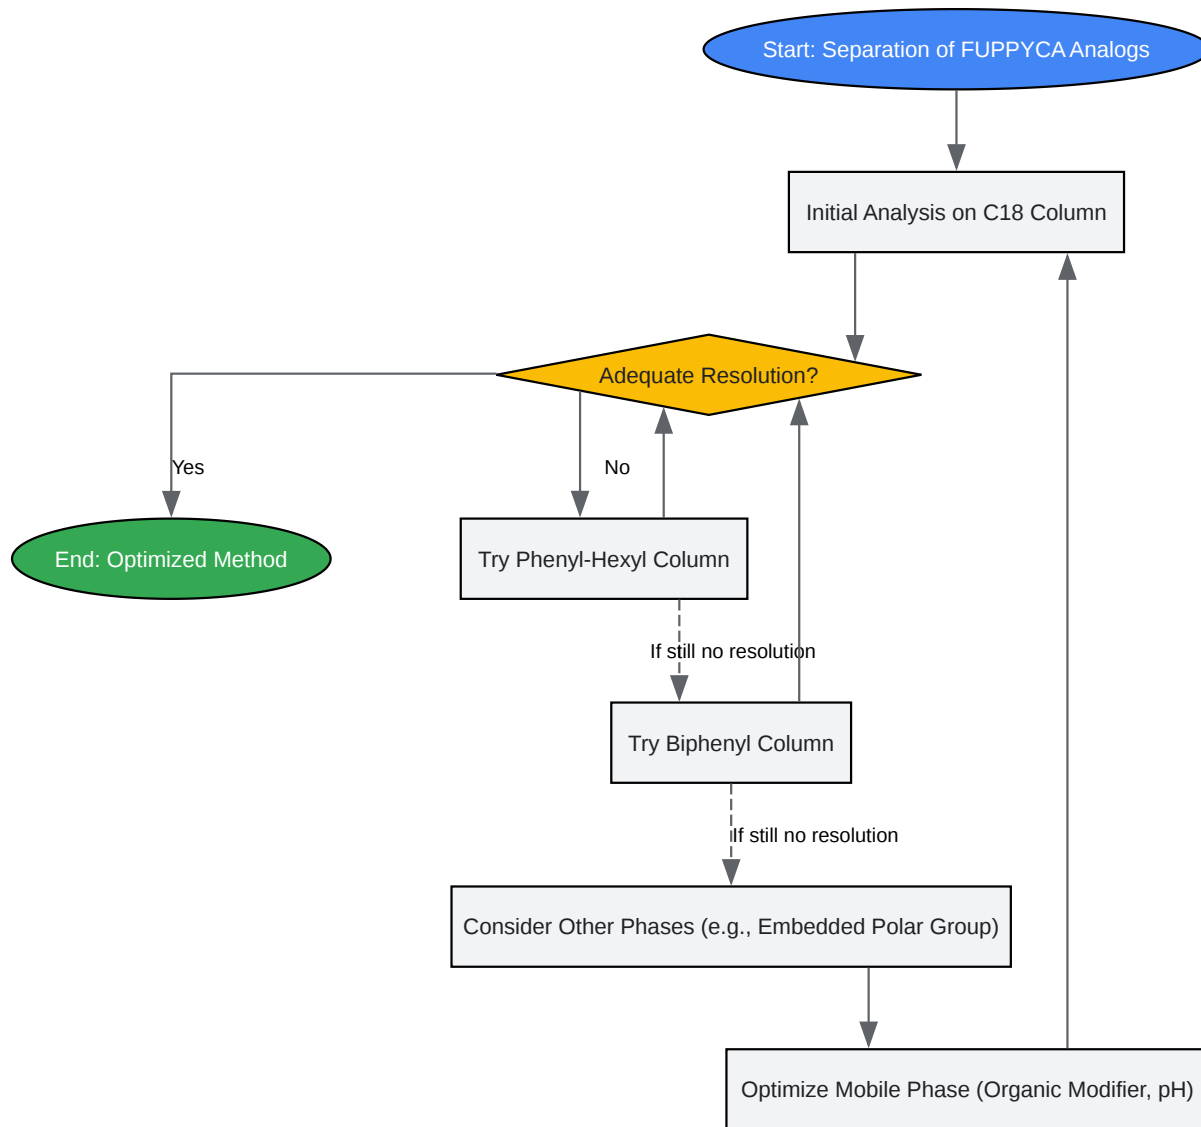 Start: Separation of FUPPYCA Analogs
Initial Analysis on C18 Column
Adequate Resolution?
Yes
No
End: Optimized Method
Try Phenyl-Hexyl Column
If still no resolution
Try Biphenyl Column
If still no resolution
Consider Other Phases (e.g., Embedded Polar Group)
Optimize Mobile Phase (Organic Modifier, pH)